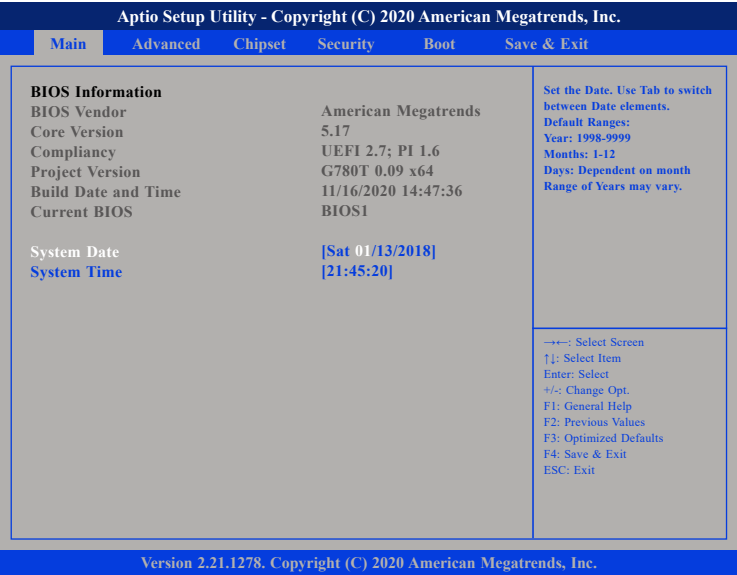 Aptio Setup Utility - Copyright (C) 2020 American Megatrends, Inc.
Main Advanced Chipset Security Boot Save & Exit
BIOS Information
BIOS Vendor American Megatrends
Core Version 5.17
Compliancy UEFI 2.7; PI 1.6
Project Version G780T 0.09 x64
Build Date and Time 11/16/2020 14:47:36
Current BIOS BIOS1
System Date [Sat 01/13/2018]
System Time [21:45:20]
Set the Date. Use Tab to switch
between Date elements.
Default Ranges:
Year: 1998-9999
Months: 1-12
Days: Dependent on month
Range of Years may vary.
→←: Select Screen
↑↓: Select Item
Enter: Select
+/-: Change Opt.
F1: General Help
F2: Previous Values
F3: Optimized Defaults
F4: Save & Exit
ESC: Exit
Version 2.21.1278. Copyright (C) 2020 American Megatrends, Inc.